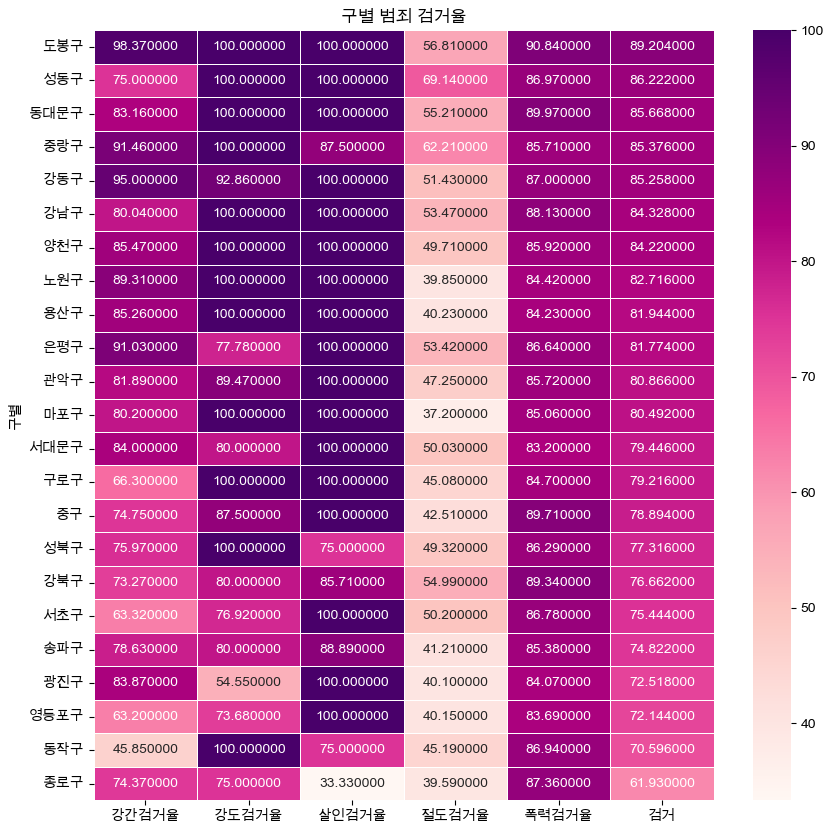 구별 범죄 검거율
도봉구 98.370000 100.000000 100.000000 56.810000 90.840000 89.204000
성동구 75.000000 100.000000 100.000000 69.140000 86.970000 86.222000
동대문구 83.160000 100.000000 100.000000 55.210000 89.970000 85.668000
중랑구 91.460000 100.000000 87.500000 62.210000 85.710000 85.376000
강동구 95.000000 92.860000 100.000000 51.430000 87.000000 85.258000
강남구 80.040000 100.000000 100.000000 53.470000 88.130000 84.328000
양천구 85.470000 100.000000 100.000000 49.710000 85.920000 84.220000
노원구 89.310000 100.000000 100.000000 39.850000 84.420000 82.716000
용산구 85.260000 100.000000 100.000000 40.230000 84.230000 81.944000
은평구 91.030000 77.780000 100.000000 53.420000 86.640000 81.774000
관악구 81.890000 89.470000 100.000000 47.250000 85.720000 80.866000
마포구 80.200000 100.000000 100.000000 37.200000 85.060000 80.492000
서대문구 84.000000 80.000000 100.000000 50.030000 83.200000 79.446000
구로구 66.300000 100.000000 100.000000 45.080000 84.700000 79.216000
중구 74.750000 87.500000 100.000000 42.510000 89.710000 78.894000
성북구 75.970000 100.000000 75.000000 49.320000 86.290000 77.316000
강북구 73.270000 80.000000 85.710000 54.990000 89.340000 76.662000
서초구 63.320000 76.920000 100.000000 50.200000 86.780000 75.444000
송파구 78.630000 80.000000 88.890000 41.210000 85.380000 74.822000
광진구 83.870000 54.550000 100.000000 40.100000 84.070000 72.518000
영등포구 63.200000 73.680000 100.000000 40.150000 83.690000 72.144000
동작구 45.850000 100.000000 75.000000 45.190000 86.940000 70.596000
종로구 74.370000 75.000000 33.330000 39.590000 87.360000 61.930000
강간검거율 강도검거율 살인검거율 절도검거율 폭력검거율 검거
구별
100
90
80
70
60
50
40